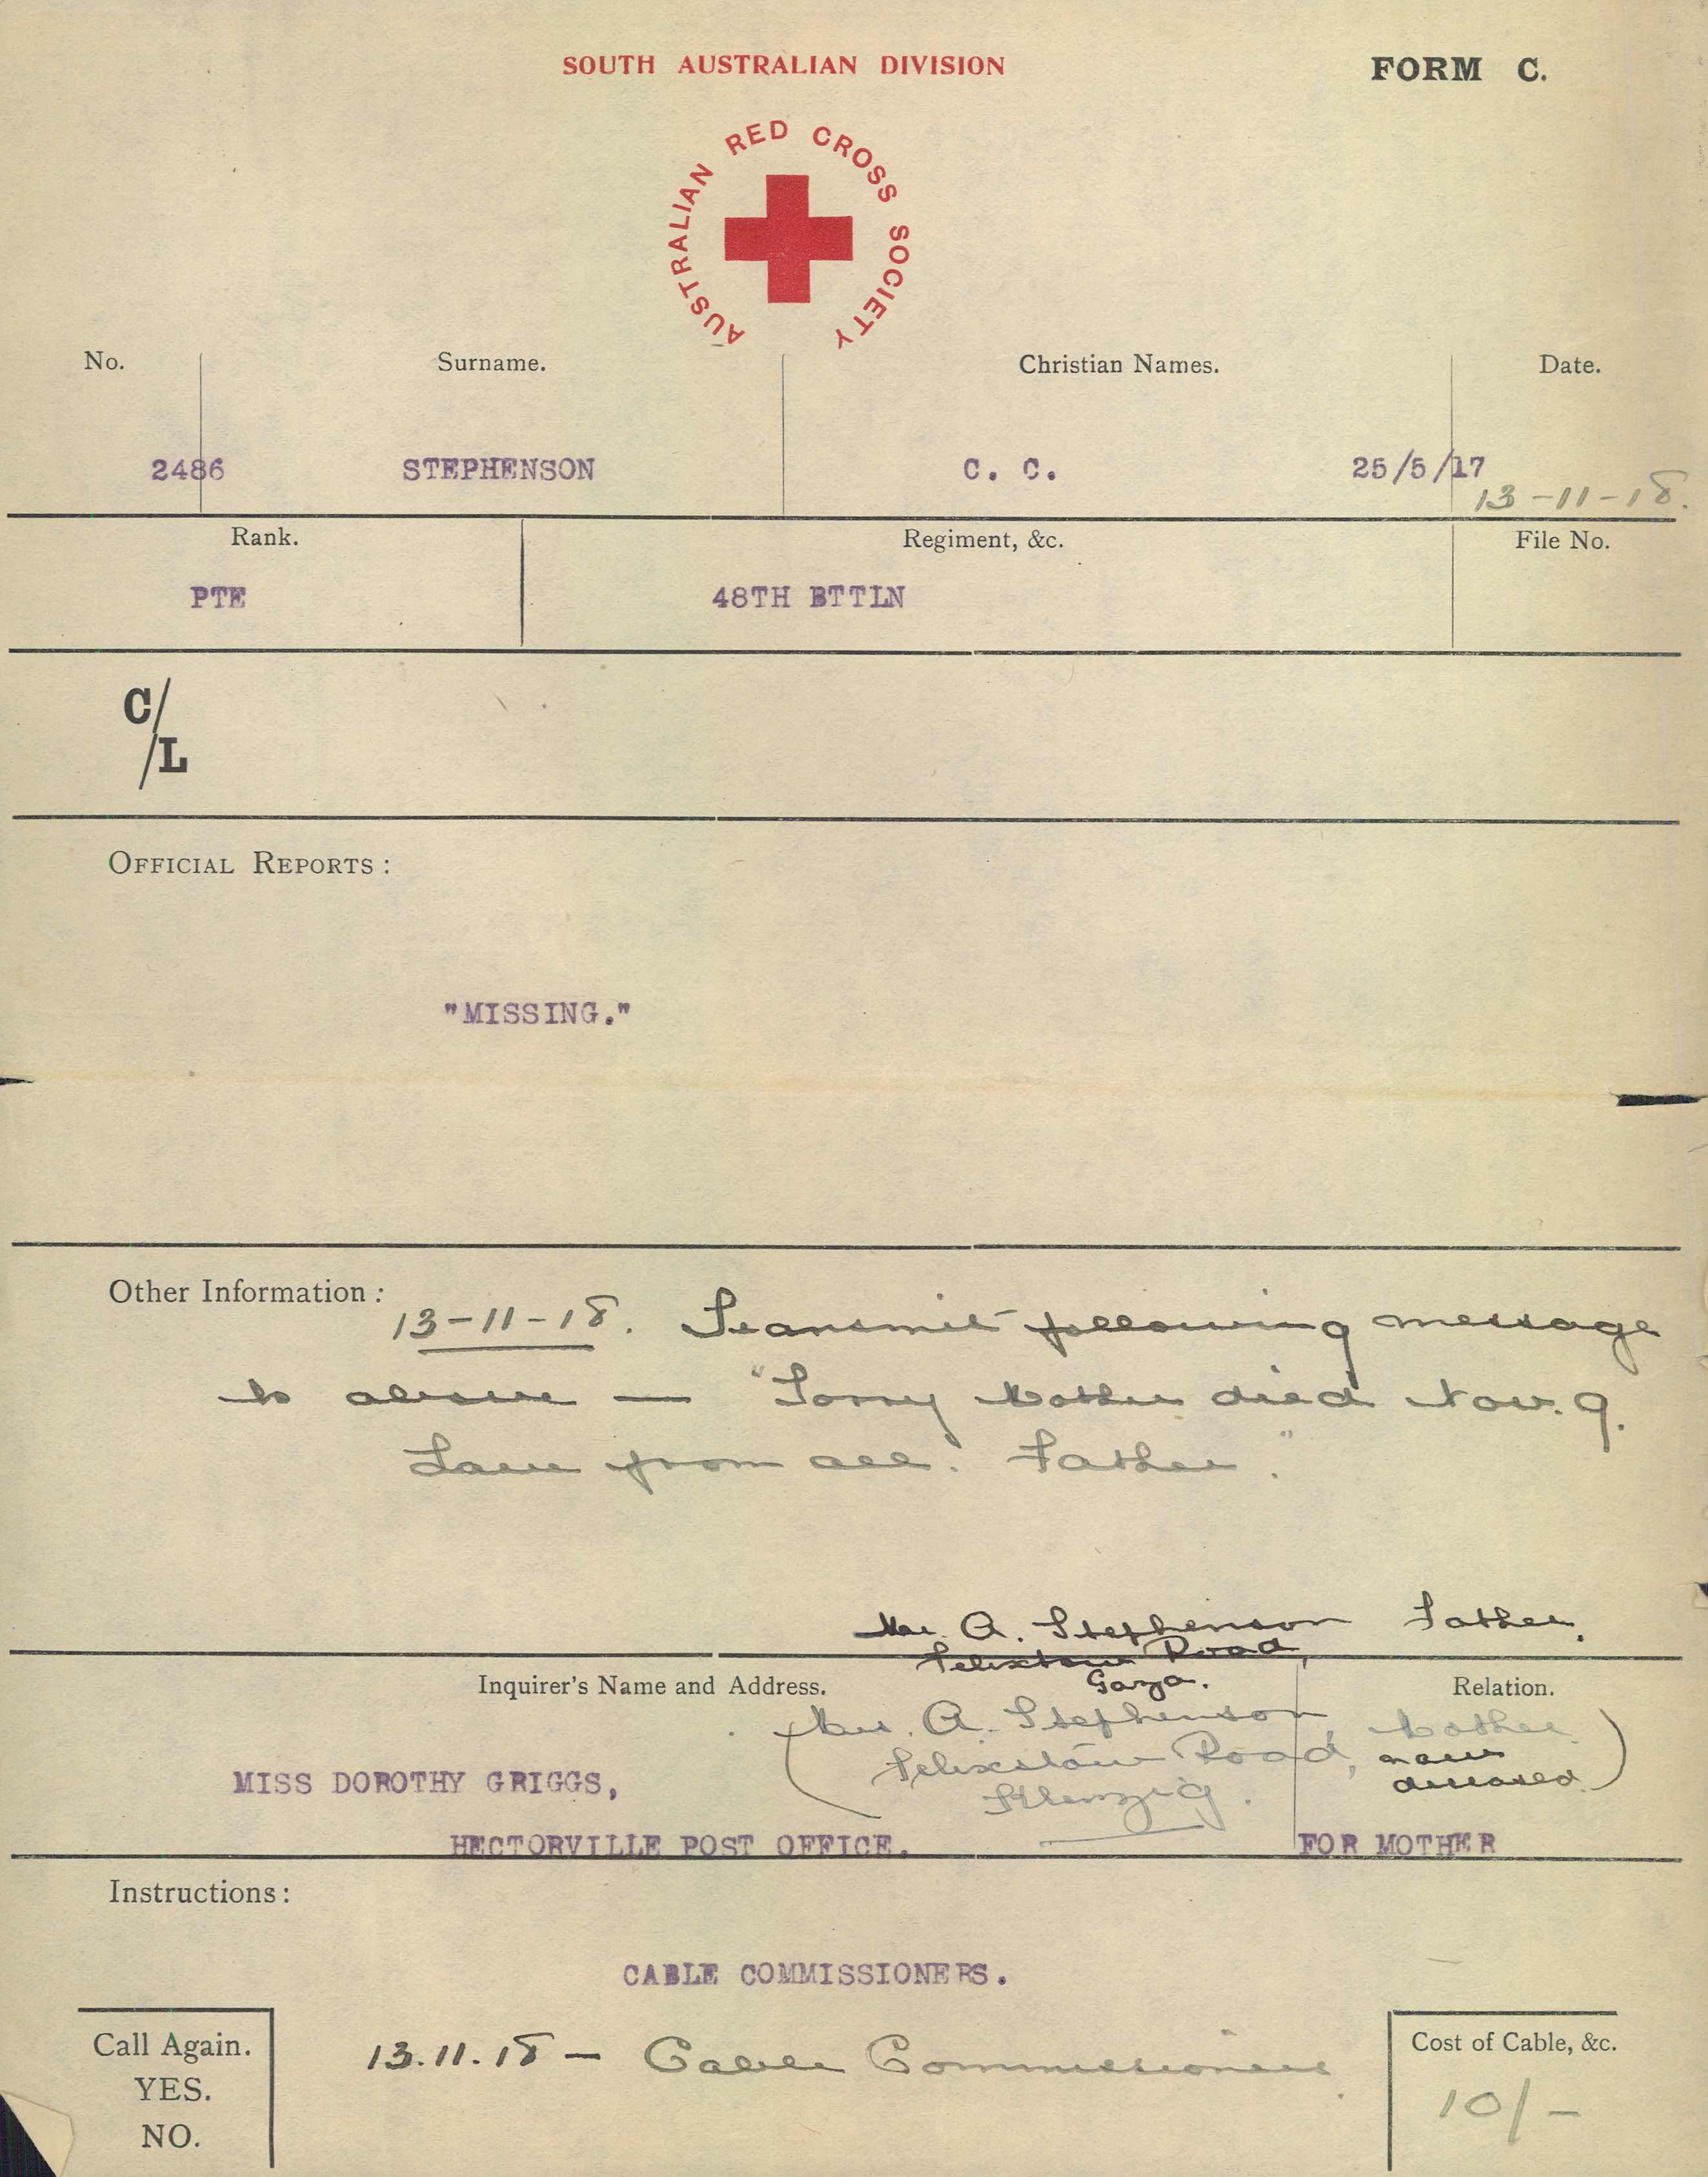 SOUTH AUSTRALIAN DIVISION
FORM C.
AUSTRALIAN RED CROSS SOCIETY
No. Surname. Christian Names. Date.
2486 STEPHENSON C. C. 25/5/17
13-11-18.
Rank. Regiment, &c. File No.
PTE 48TH BTTLN
C/
/L
OFFICIAL REPORTS:
"MISSING."
Other Information:
13-11-18. Transmit following message
to above — "Sorry Mother died Nov. 9.
Love from all. Father."
Mr. A. Stephenson Father.
Felixstow Road,
Gaza.
Inquirer's Name and Address. Relation.
(Mrs. A. Stephenson, Mother
Felixstow Road, now
Klemzig. deceased.)
MISS DOROTHY GRIGGS,
HECTORVILLE POST OFFICE. FOR MOTHER
Instructions:
CABLE COMMISSIONERS.
Call Again.
YES.
NO.
13.11.18 — Cable Commissioners.
Cost of Cable, &c.
10/-